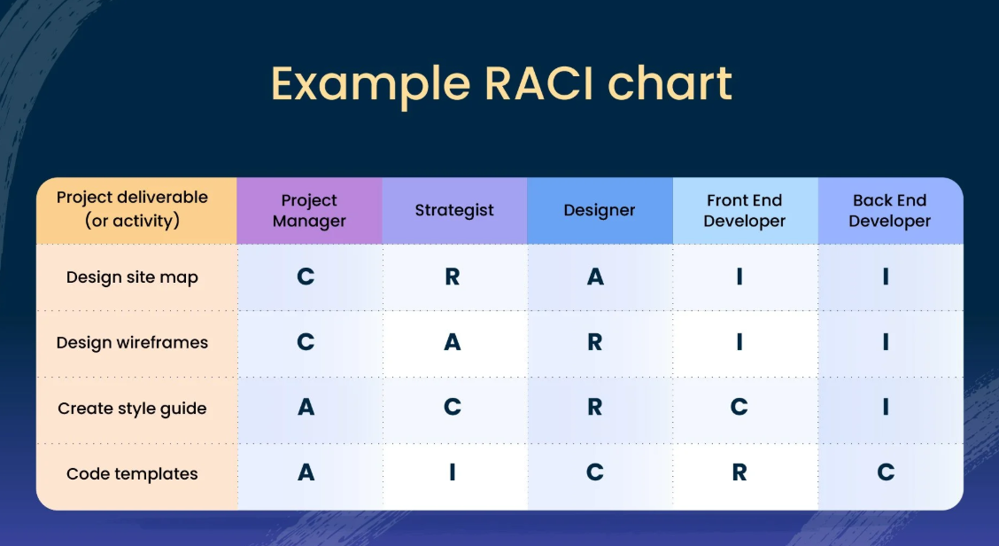 Example RACI chart
Project deliverable
(or activity)
Project
Manager
Strategist
Designer
Front End
Developer
Back End
Developer
Design site map C R A I I
Design wireframes C A R I I
Create style guide A C R C I
Code templates A I C R C